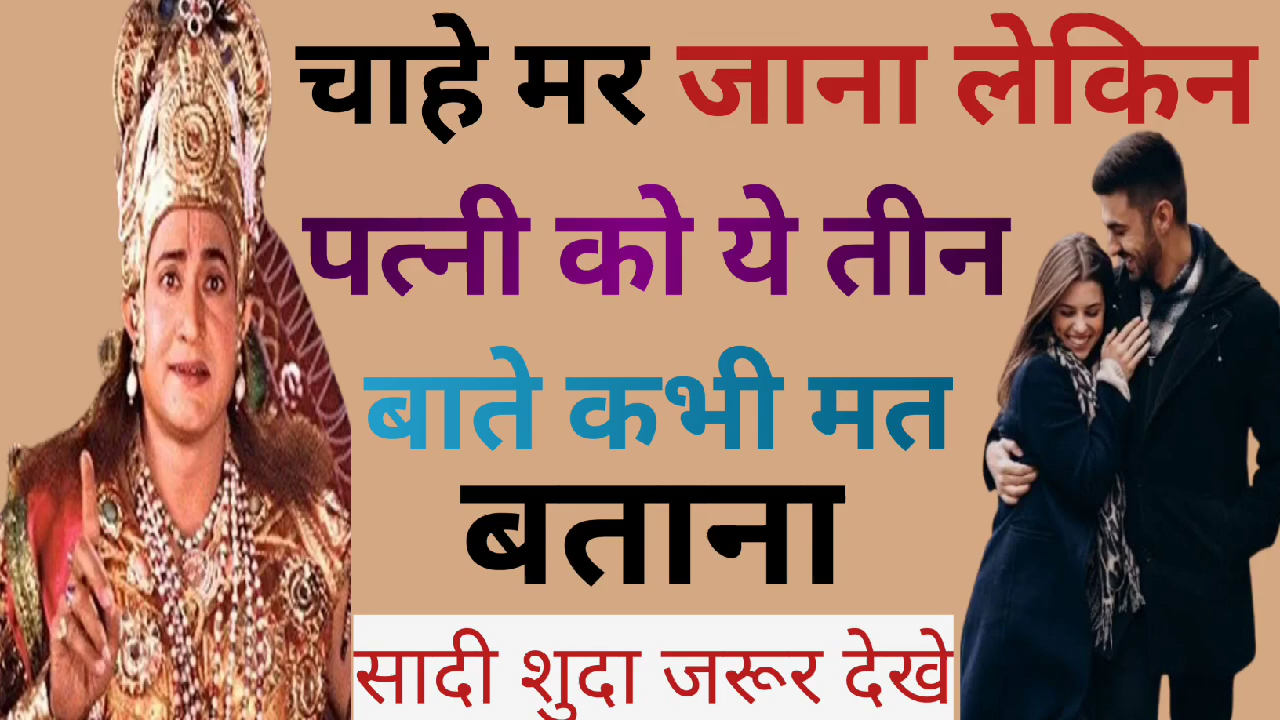 चाहे मर जाना लेकिन
पत्नी को ये तीन
बाते कभी मत
बताना
सादी शुदा जरूर देखे